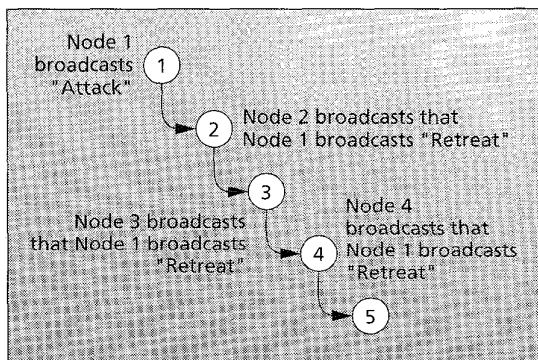 Node 1
broadcasts
"Attack"
1
2
Node 2 broadcasts that
Node 1 broadcasts "Retreat"
3
Node 3 broadcasts
that Node 1 broadcasts
"Retreat"
Node 4
broadcasts that
Node 1 broadcasts
"Retreat"
4
5